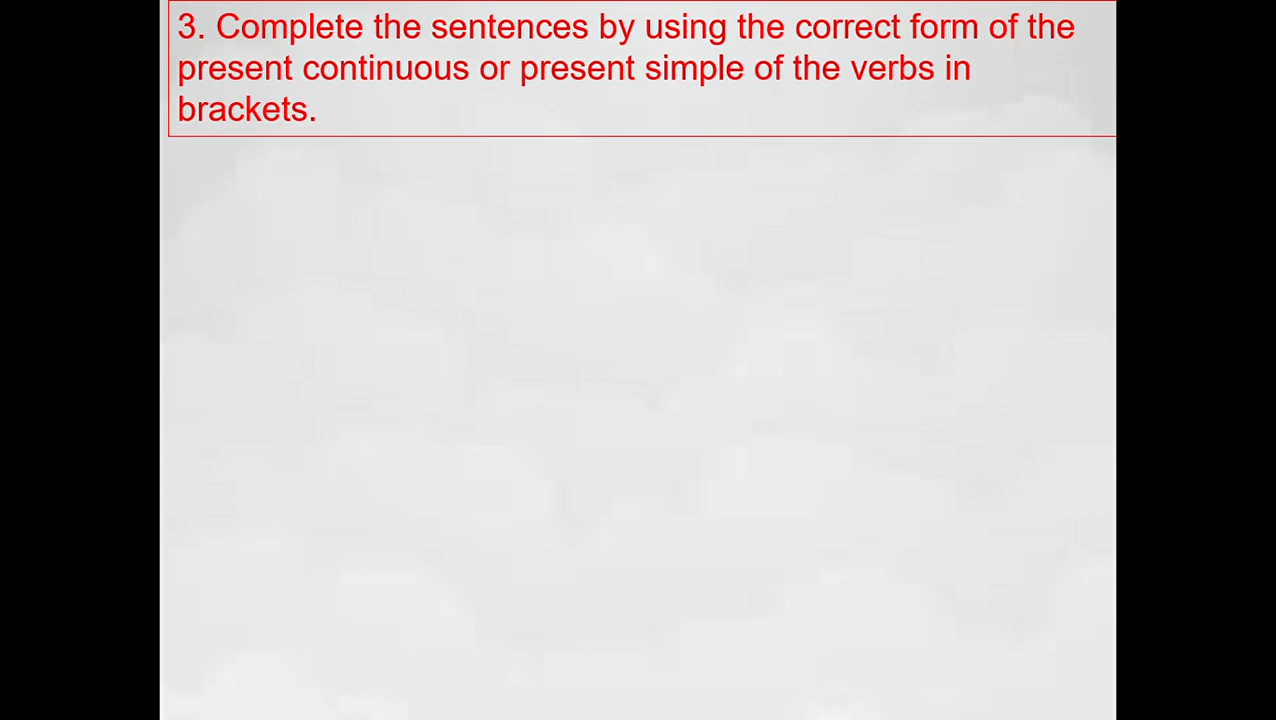 3. Complete the sentences by using the correct form of the
present continuous or present simple of the verbs in
brackets.